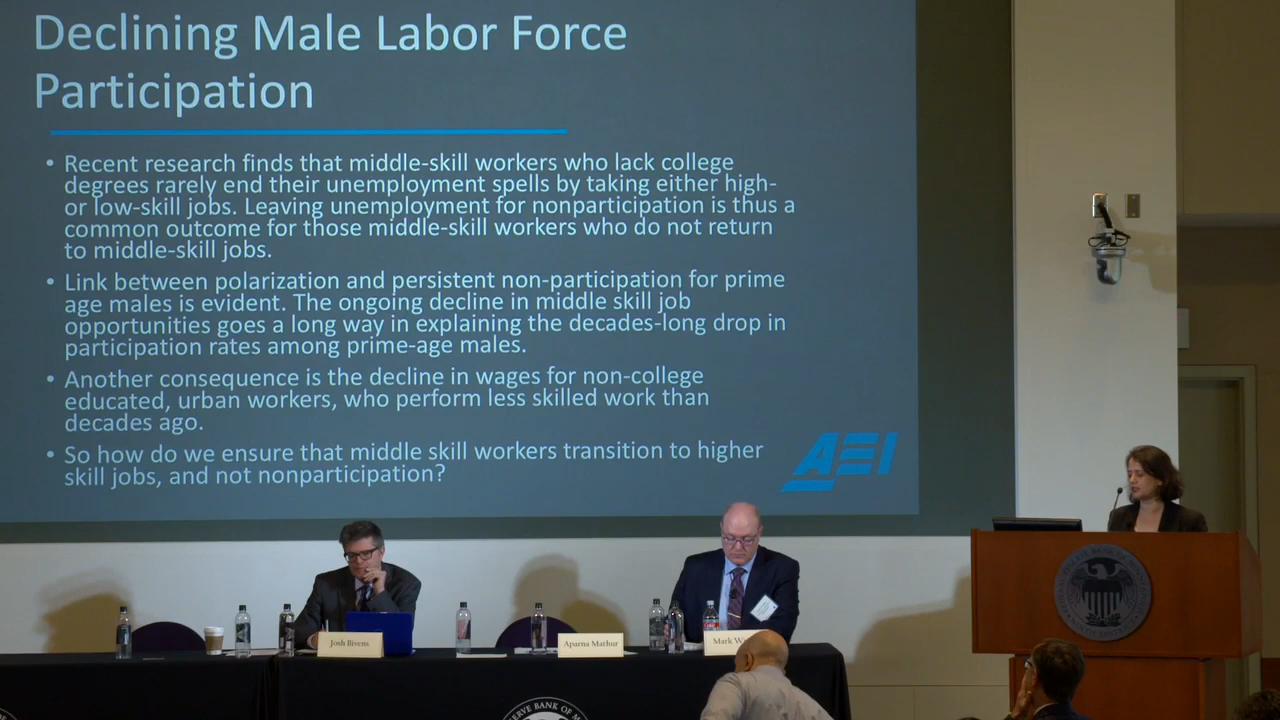 Declining Male Labor Force
Participation
• Recent research finds that middle-skill workers who lack college
degrees rarely end their unemployment spells by taking either high-
or low-skill jobs. Leaving unemployment for nonparticipation is thus a
common outcome for those middle-skill workers who do not return
to middle-skill jobs.
• Link between polarization and persistent non-participation for prime
age males is evident. The ongoing decline in middle skill job
opportunities goes a long way in explaining the decades-long drop in
participation rates among prime-age males.
• Another consequence is the decline in wages for non-college
educated, urban workers, who perform less skilled work than
decades ago.
• So how do we ensure that middle skill workers transition to higher
skill jobs, and not nonparticipation?
AEI
Josh Bivens
Aparna Mathur
Mark